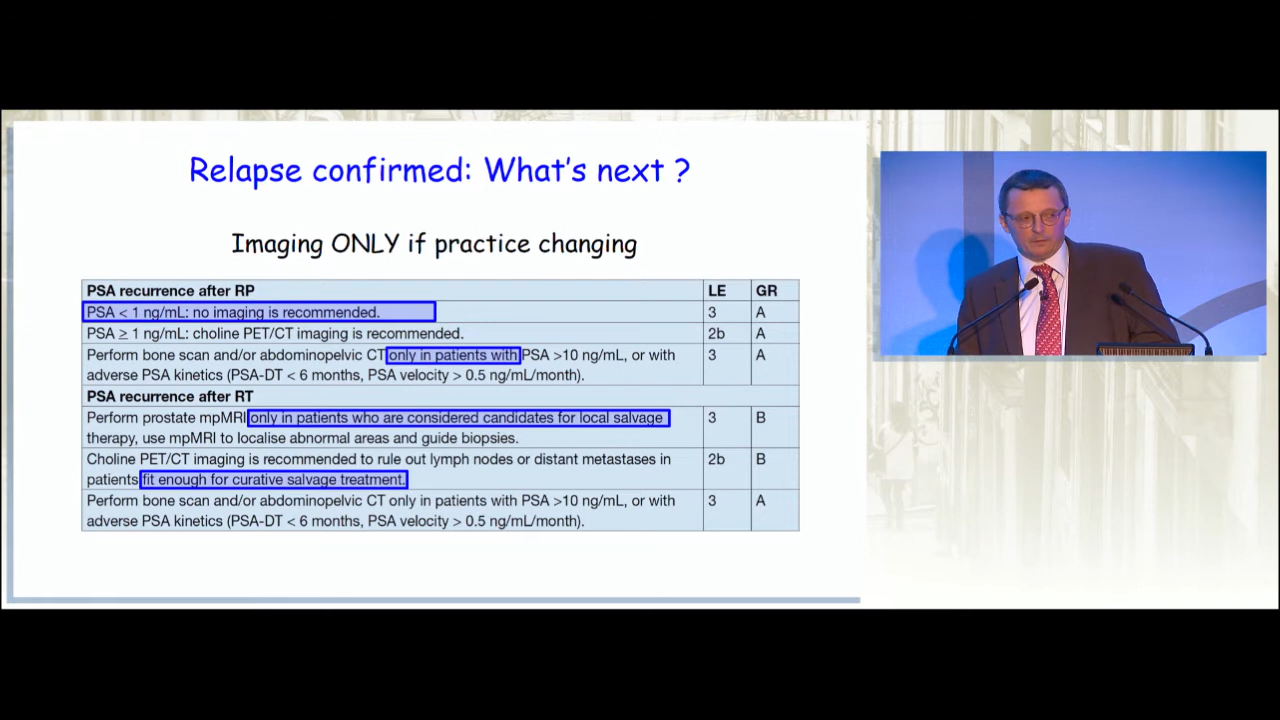 Relapse confirmed: What's next ?
Imaging ONLY if practice changing
PSA recurrence after RP LE GR
PSA < 1 ng/mL: no imaging is recommended. 3 A
PSA ≥ 1 ng/mL: choline PET/CT imaging is recommended. 2b A
Perform bone scan and/or abdominopelvic CT only in patients with PSA >10 ng/mL, or with 3 A
adverse PSA kinetics (PSA-DT < 6 months, PSA velocity > 0.5 ng/mL/month).
PSA recurrence after RT
Perform prostate mpMRI only in patients who are considered candidates for local salvage 3 B
therapy, use mpMRI to localise abnormal areas and guide biopsies.
Choline PET/CT imaging is recommended to rule out lymph nodes or distant metastases in 2b B
patients fit enough for curative salvage treatment.
Perform bone scan and/or abdominopelvic CT only in patients with PSA >10 ng/mL, or with 3 A
adverse PSA kinetics (PSA-DT < 6 months, PSA velocity > 0.5 ng/mL/month).